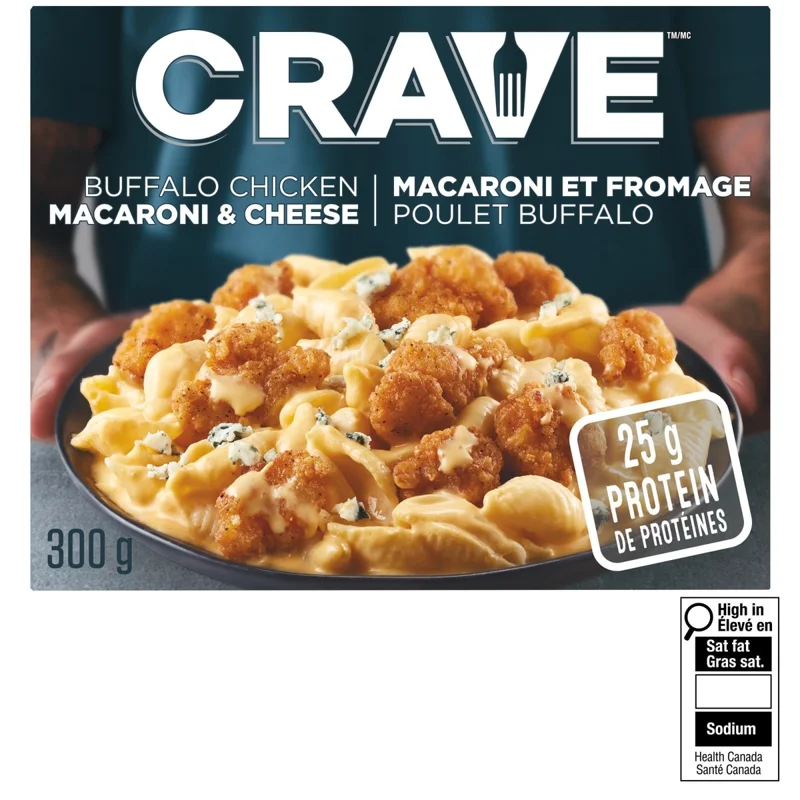 CRAVE TM/MC
BUFFALO CHICKEN
MACARONI & CHEESE
MACARONI ET FROMAGE
POULET BUFFALO
25 g
PROTEIN
DE PROTÉINES
300 g
High in
Élevé en
Sat fat
Gras sat.
Sodium
Health Canada
Santé Canada